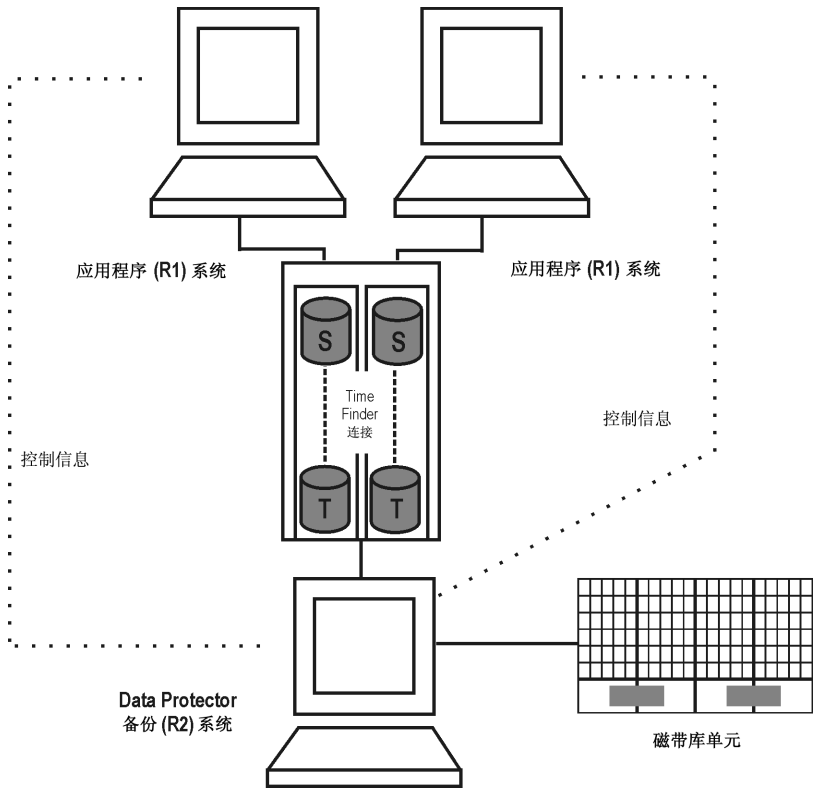 应用程序 (R1) 系统
应用程序 (R1) 系统
S
S
Time
Finder
连接
控制信息
控制信息
T
T
Data Protector
备份 (R2) 系统
磁带库单元